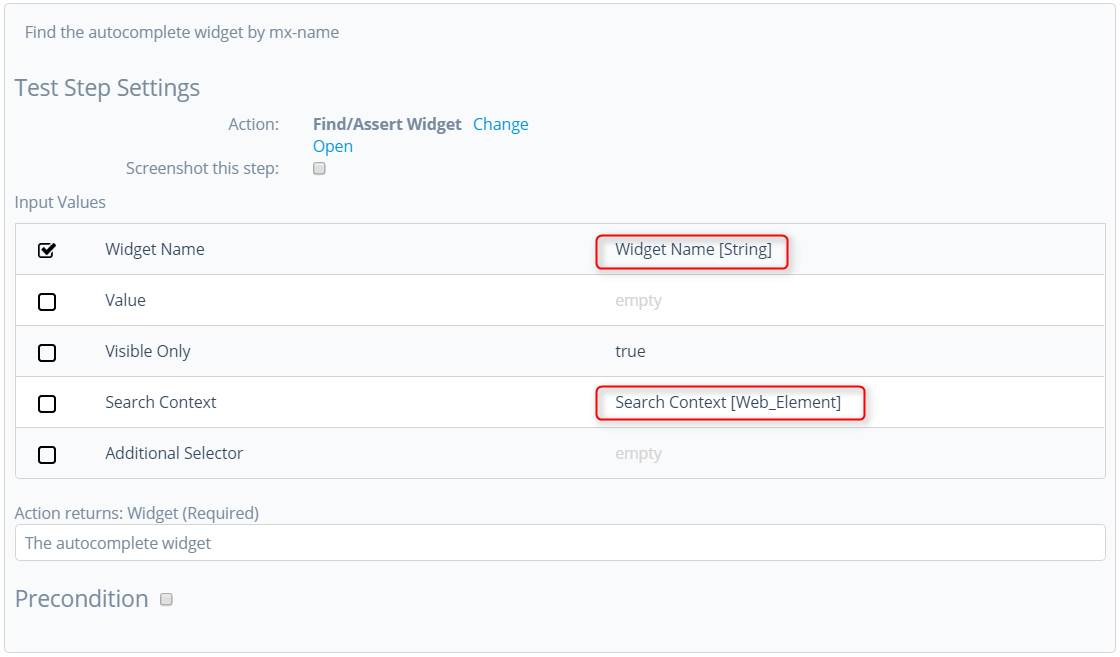 Find the autocomplete widget by mx-name
Test Step Settings
Action: Find/Assert Widget Change
Open
Screenshot this step:
Input Values
Widget Name Widget Name [String]
Value empty
Visible Only true
Search Context Search Context [Web_Element]
Additional Selector empty
Action returns: Widget (Required)
The autocomplete widget
Precondition